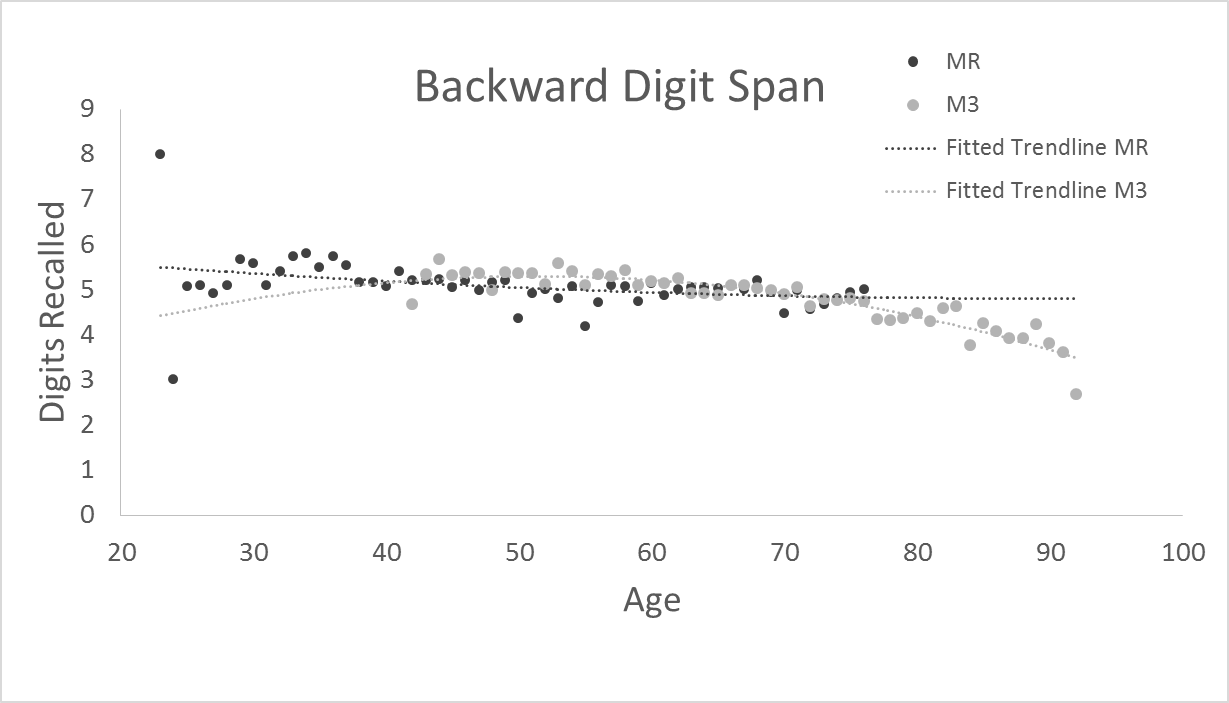 Backward Digit Span
MR
M3
Fitted Trendline MR
Fitted Trendline M3
Digits Recalled
9
8
7
6
5
4
3
2
1
0
20 30 40 50 60 70 80 90 100
Age